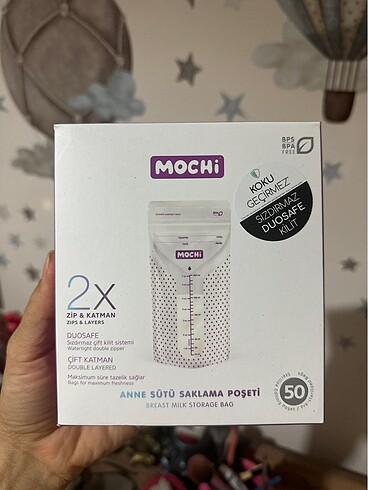 BPS
BPA
FREE
MOCHi
KOKU
GEÇİRMEZ
SIZDIRMAZ
DUOSAFE
KİLİT
MOCHi
2x
ZİP & KATMAN
ZIPS & LAYERS
DUOSAFE
Sızdırmaz çift kilit sistemi
Watertight double zipper
ÇİFT KATMAN
DOUBLE LAYERED
Maksimum süre tazelik sağlar
Bags for maximum freshness
ANNE SÜTÜ SAKLAMA POŞETİ
BREAST MILK STORAGE BAG
50